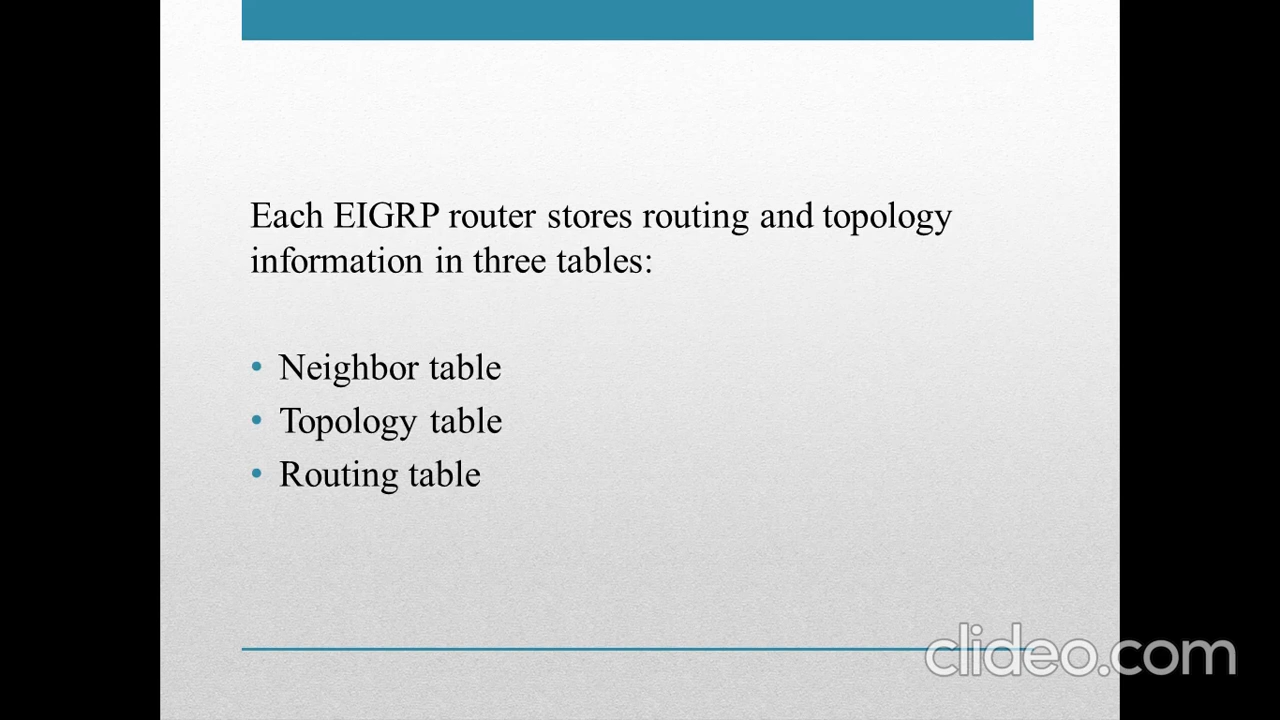 Each EIGRP router stores routing and topology
information in three tables:
• Neighbor table
• Topology table
• Routing table
clideo.com